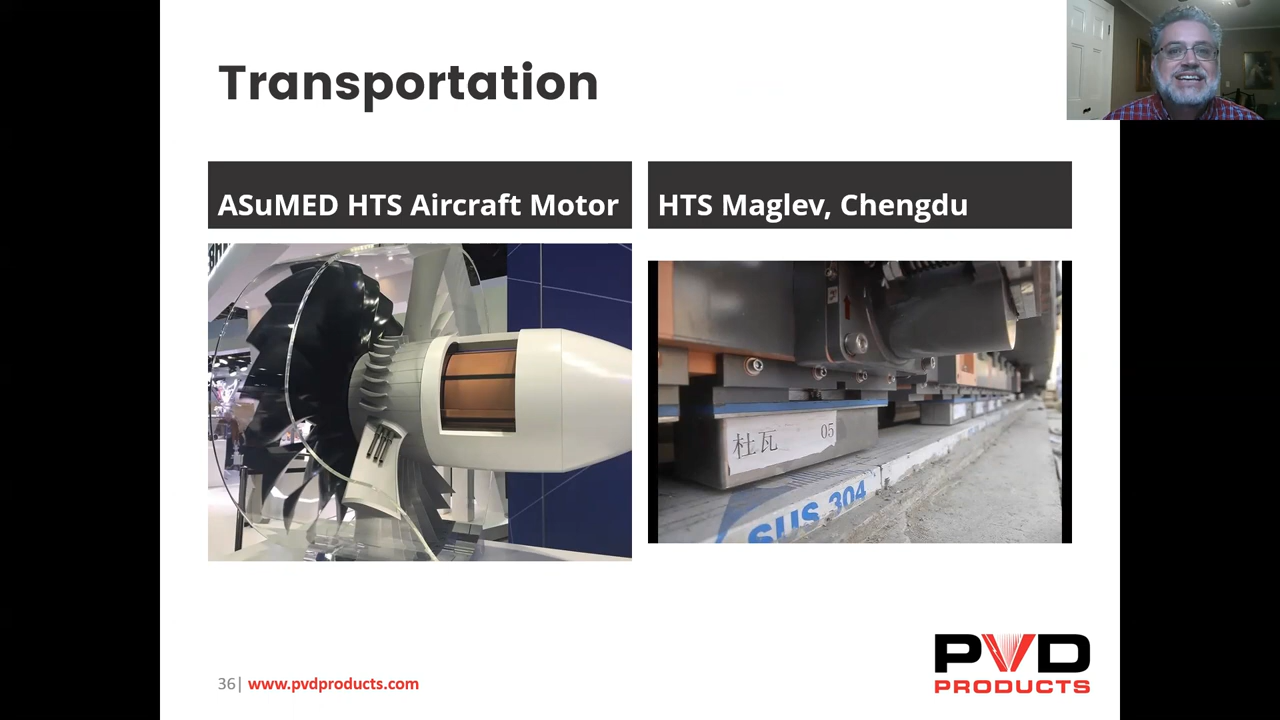 Transportation
ASuMED HTS Aircraft Motor
HTS Maglev, Chengdu
杜瓦 05
SUS 304
36| www.pvdproducts.com
PVD
PRODUCTS